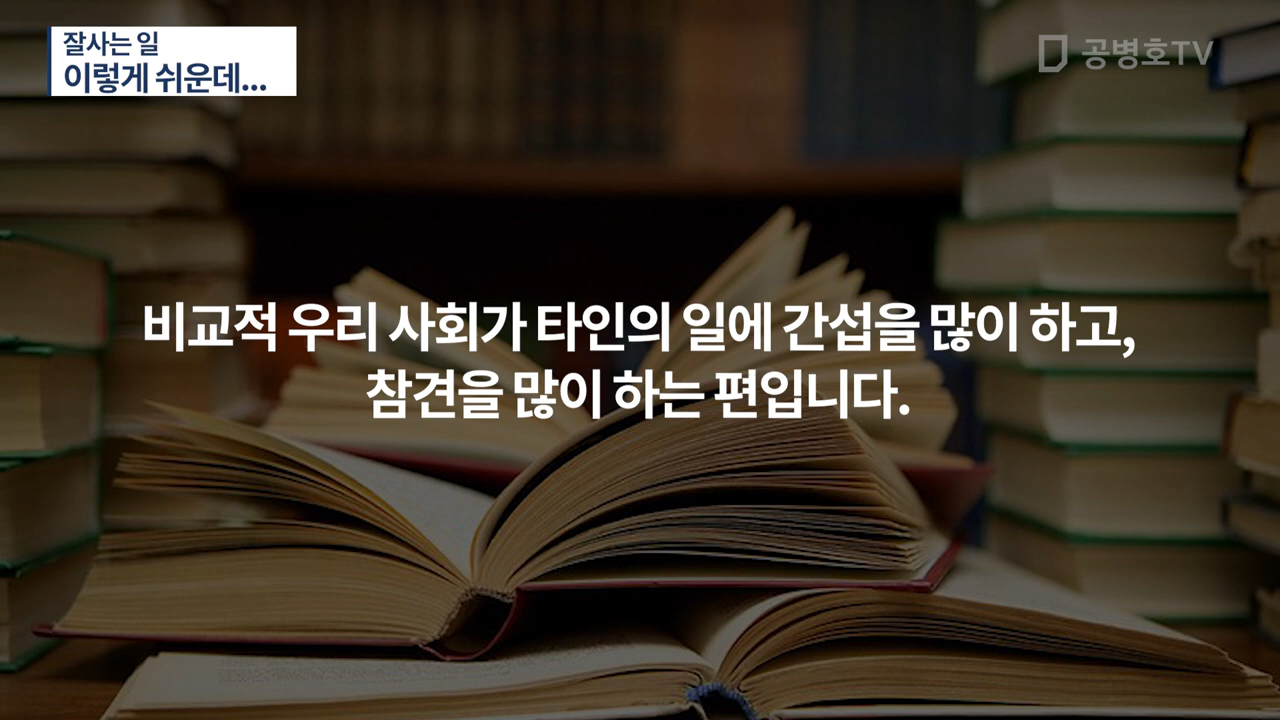 잘사는 일
이렇게 쉬운데...
공병호TV
비교적 우리 사회가 타인의 일에 간섭을 많이 하고,
참견을 많이 하는 편입니다.